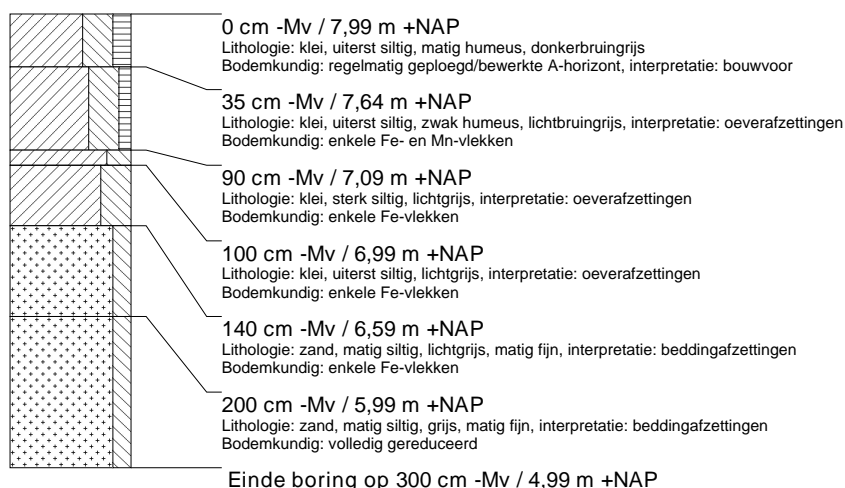 0 cm -Mv / 7,99 m +NAP
Lithologie: klei, uiterst siltig, matig humeus, donkerbruingrijs
Bodemkundig: regelmatig geploegd/bewerkte A-horizont, interpretatie: bouwvoor
35 cm -Mv / 7,64 m +NAP
Lithologie: klei, uiterst siltig, zwak humeus, lichtbruingrijs, interpretatie: oeverafzettingen
Bodemkundig: enkele Fe- en Mn-vlekken
90 cm -Mv / 7,09 m +NAP
Lithologie: klei, sterk siltig, lichtgrijs, interpretatie: oeverafzettingen
Bodemkundig: enkele Fe-vlekken
100 cm -Mv / 6,99 m +NAP
Lithologie: klei, uiterst siltig, lichtgrijs, interpretatie: oeverafzettingen
Bodemkundig: enkele Fe-vlekken
140 cm -Mv / 6,59 m +NAP
Lithologie: zand, matig siltig, lichtgrijs, matig fijn, interpretatie: beddingafzettingen
Bodemkundig: enkele Fe-vlekken
200 cm -Mv / 5,99 m +NAP
Lithologie: zand, matig siltig, grijs, matig fijn, interpretatie: beddingafzettingen
Bodemkundig: volledig gereduceerd
Einde boring op 300 cm -Mv / 4,99 m +NAP